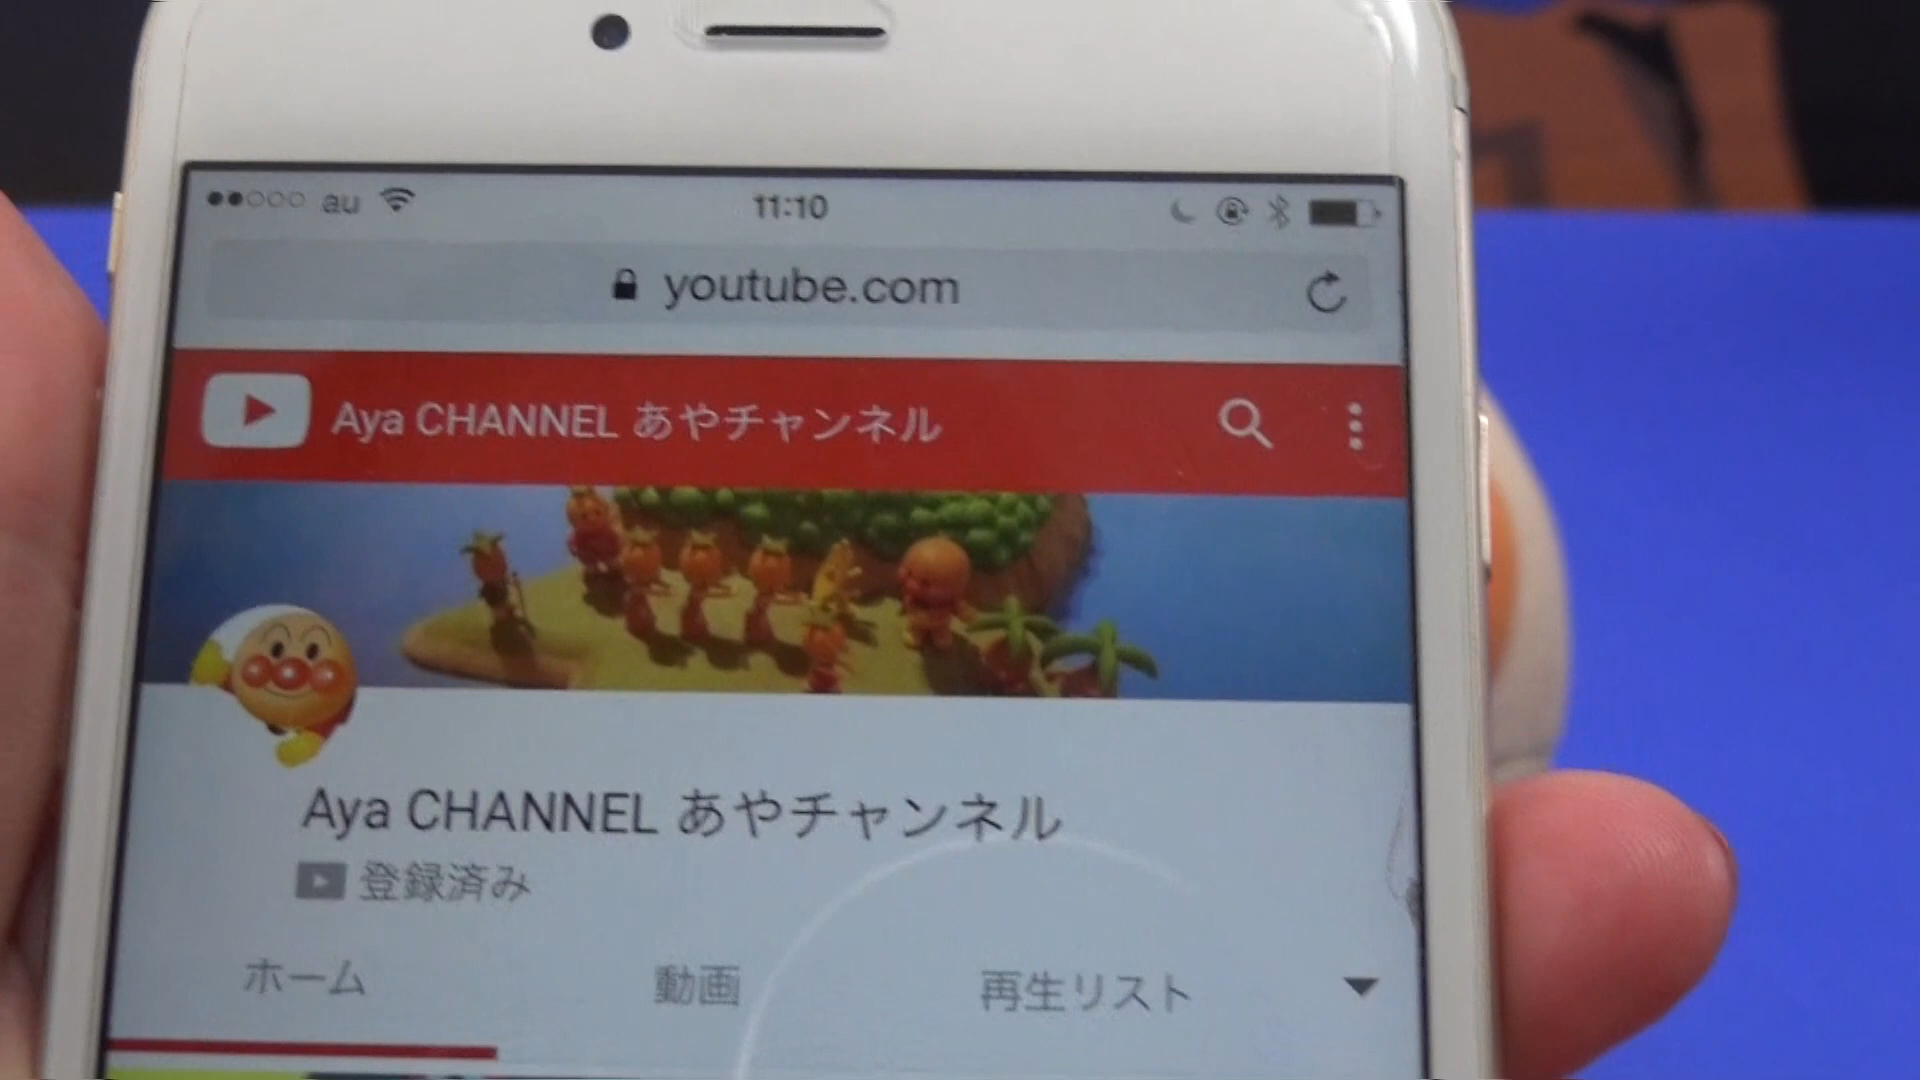 au 11:10
youtube.com
Aya CHANNEL あやチャンネル
Aya CHANNEL あやチャンネル
登録済み
ホーム 動画 再生リスト